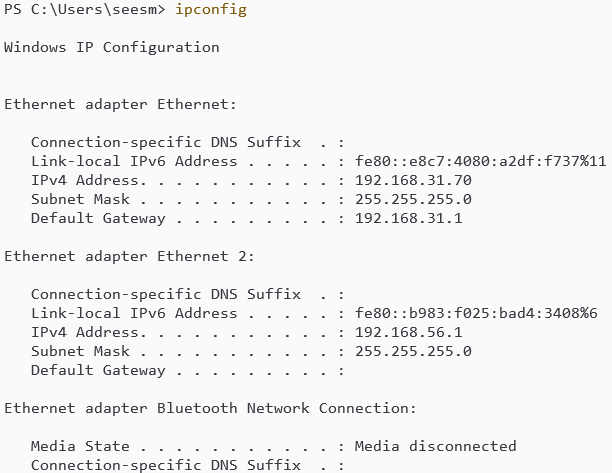 PS C:\Users\seesm> ipconfig
Windows IP Configuration
Ethernet adapter Ethernet:
Connection-specific DNS Suffix  . :
Link-local IPv6 Address . . . . . : fe80::e8c7:4080:a2df:f737%11
IPv4 Address. . . . . . . . . . . : 192.168.31.70
Subnet Mask . . . . . . . . . . . : 255.255.255.0
Default Gateway . . . . . . . . . : 192.168.31.1
Ethernet adapter Ethernet 2:
Connection-specific DNS Suffix  . :
Link-local IPv6 Address . . . . . : fe80::b983:f025:bad4:3408%6
IPv4 Address. . . . . . . . . . . : 192.168.56.1
Subnet Mask . . . . . . . . . . . : 255.255.255.0
Default Gateway . . . . . . . . . :
Ethernet adapter Bluetooth Network Connection:
Media State . . . . . . . . . . . : Media disconnected
Connection-specific DNS Suffix  . :